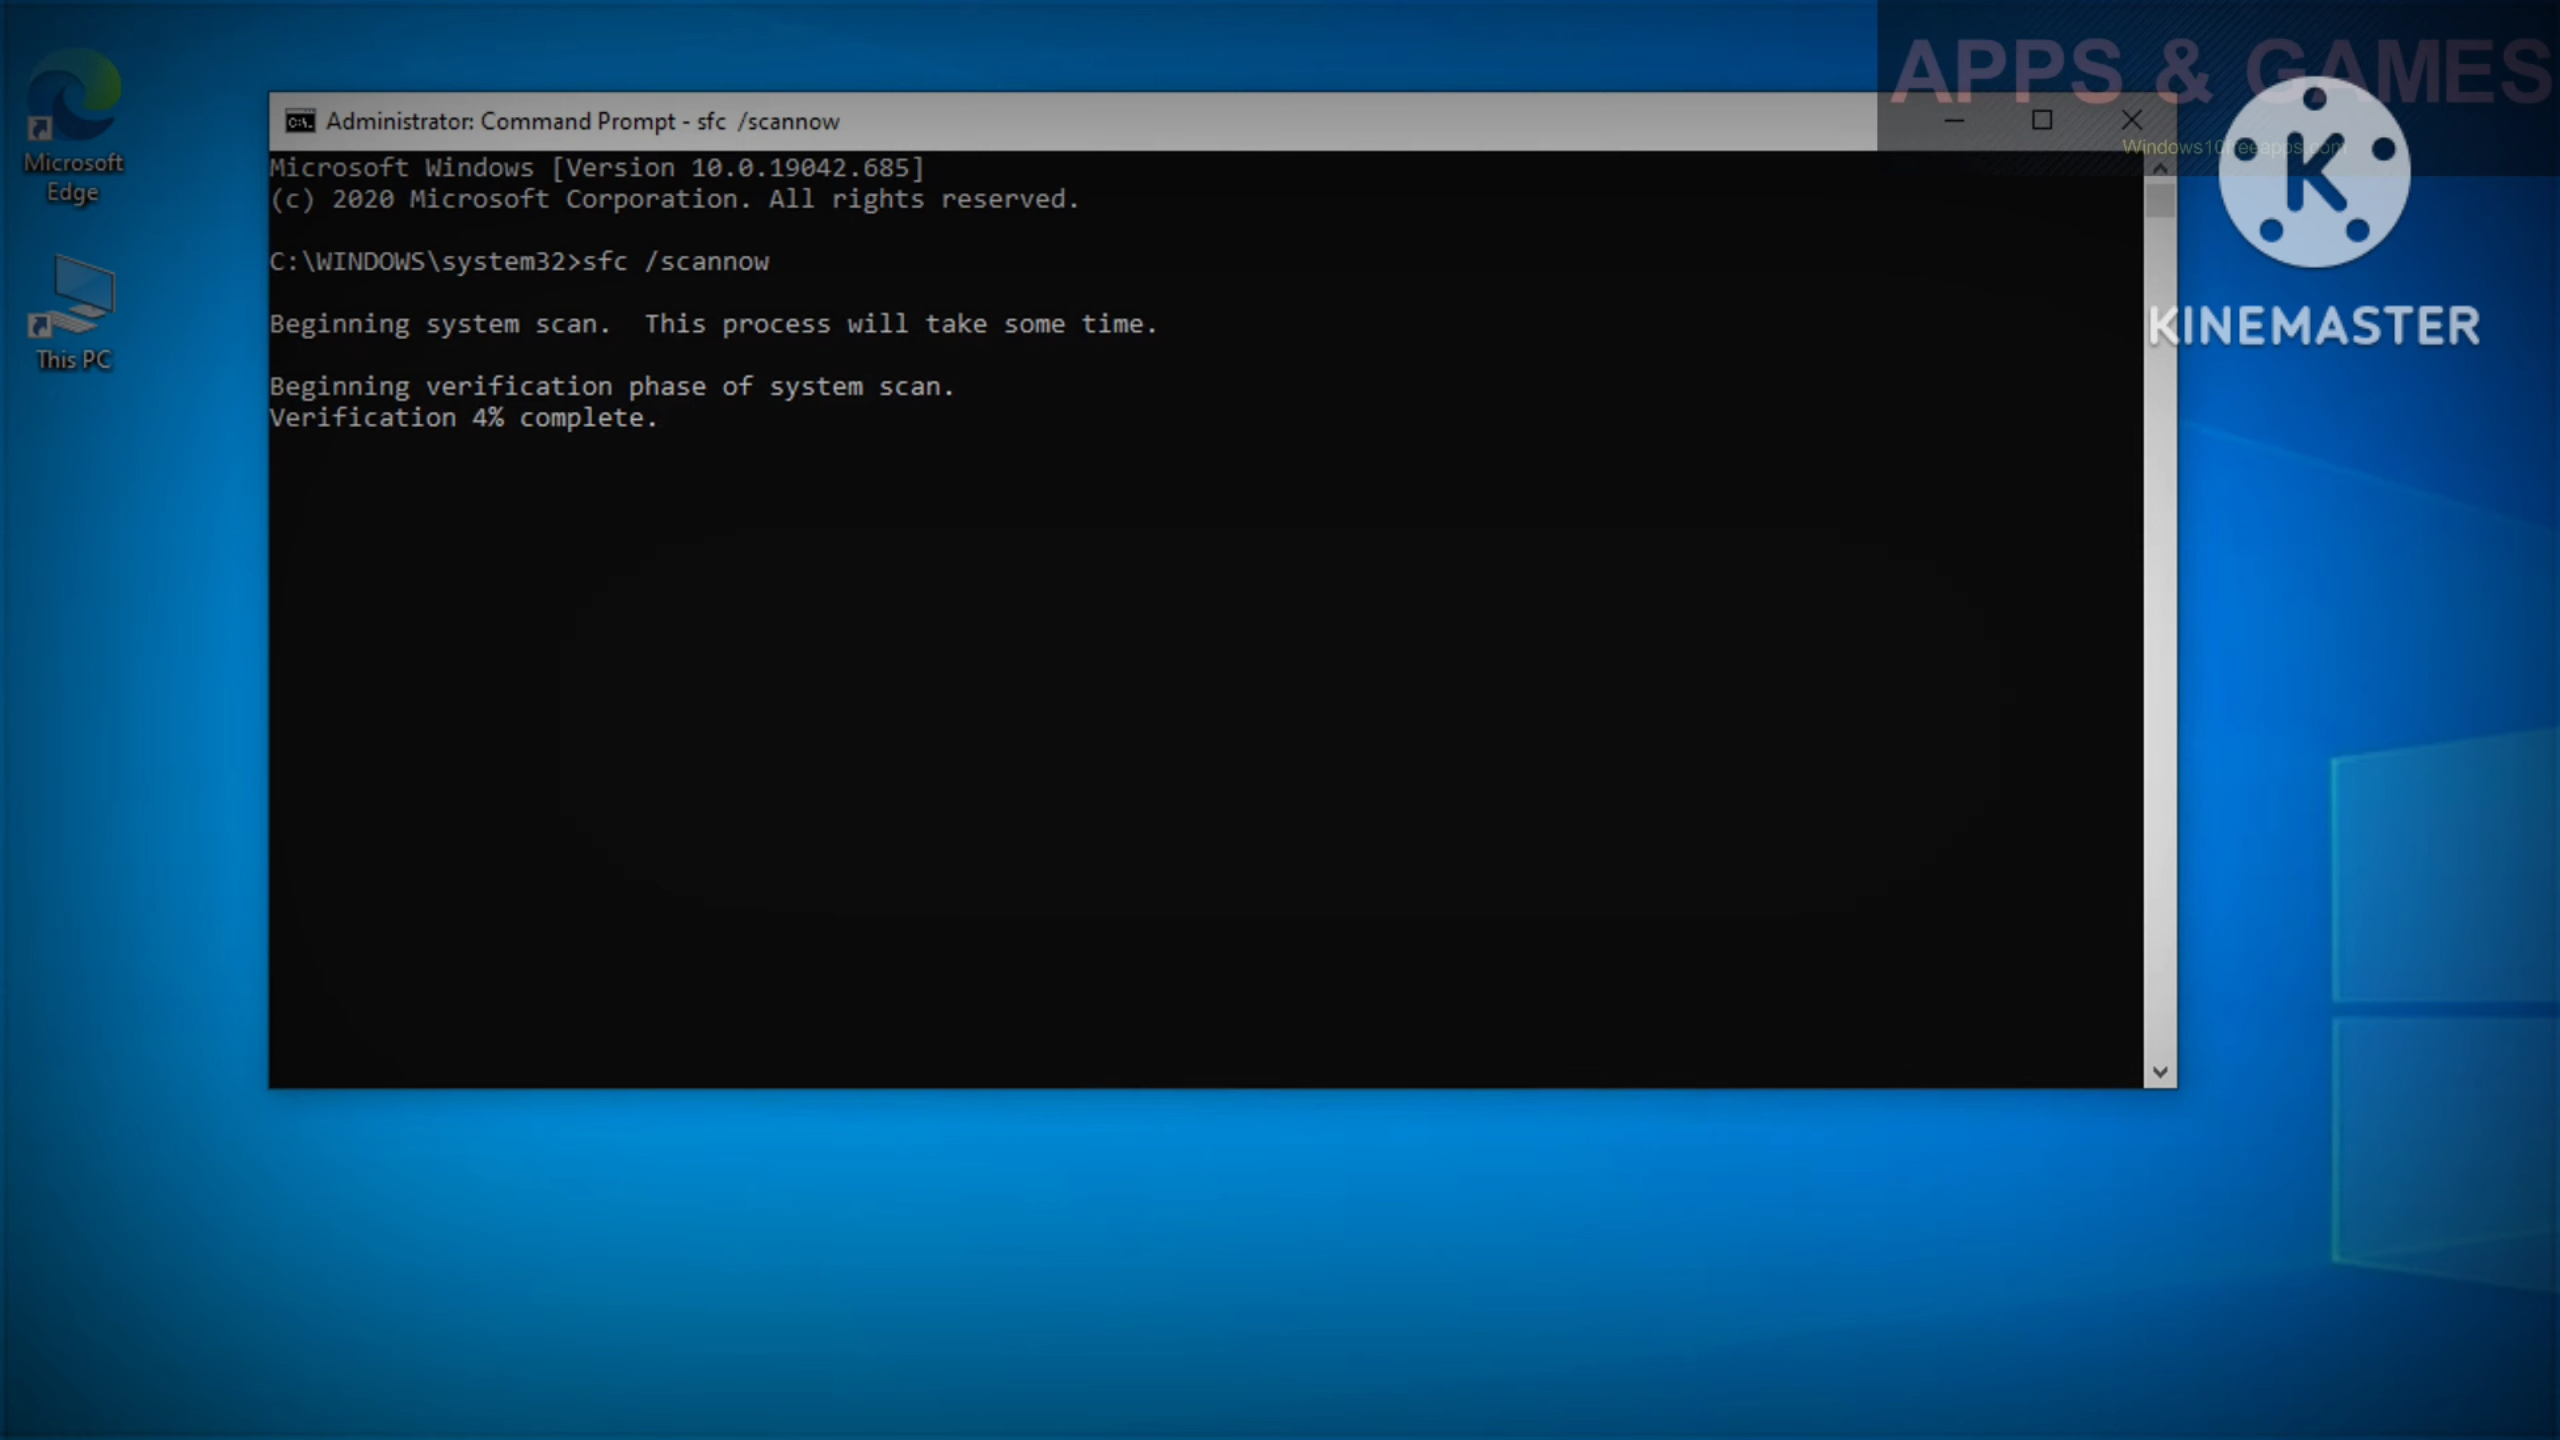 APPS & GAMES
Microsoft
Edge
This PC
Administrator: Command Prompt - sfc  /scannow
Microsoft Windows [Version 10.0.19042.685]
(c) 2020 Microsoft Corporation. All rights reserved.
C:\WINDOWS\system32>sfc /scannow
Beginning system scan.  This process will take some time.
Beginning verification phase of system scan.
Verification 4% complete.
Windows10freeapps.com
K
KINEMASTER